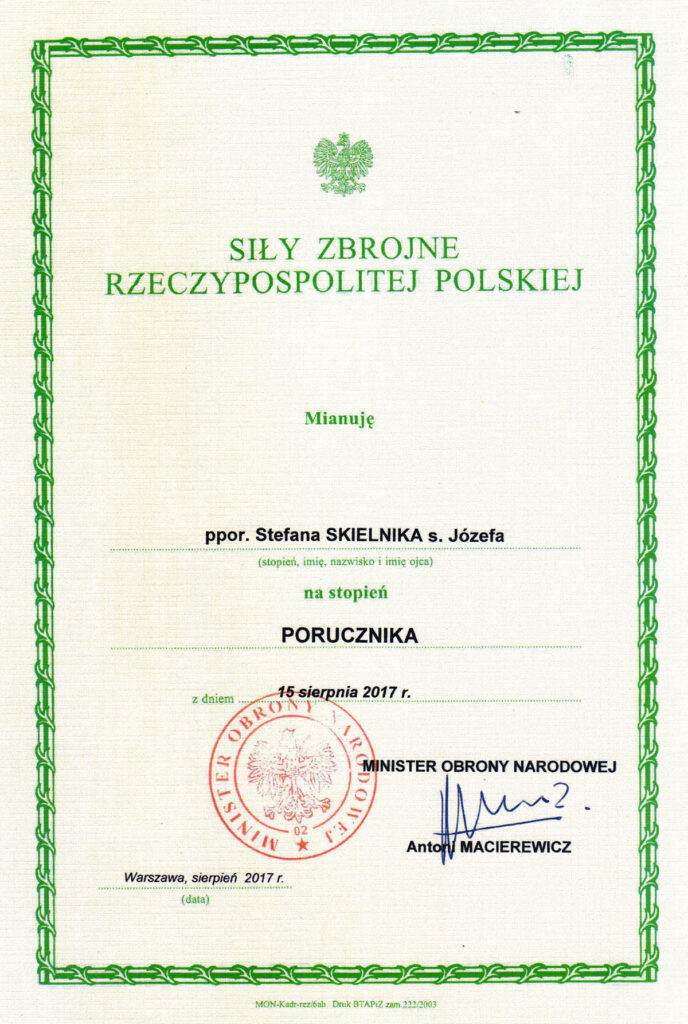 SIŁY ZBROJNE
RZECZYPOSPOLITEJ POLSKIEJ
Mianuję
ppor. Stefana SKIELNIKA s. Józefa
(stopień, imię, nazwisko i imię ojca)
na stopień
PORUCZNIKA
z dniem 15 sierpnia 2017 r.
MINISTER OBRONY NARODOWEJ
02
MINISTER OBRONY NARODOWEJ
Antoni MACIEREWICZ
Warszawa, sierpień 2017 r.
(data)
MON-Kadr-rez/6ab Druk BTAPiZ zam.222/2003